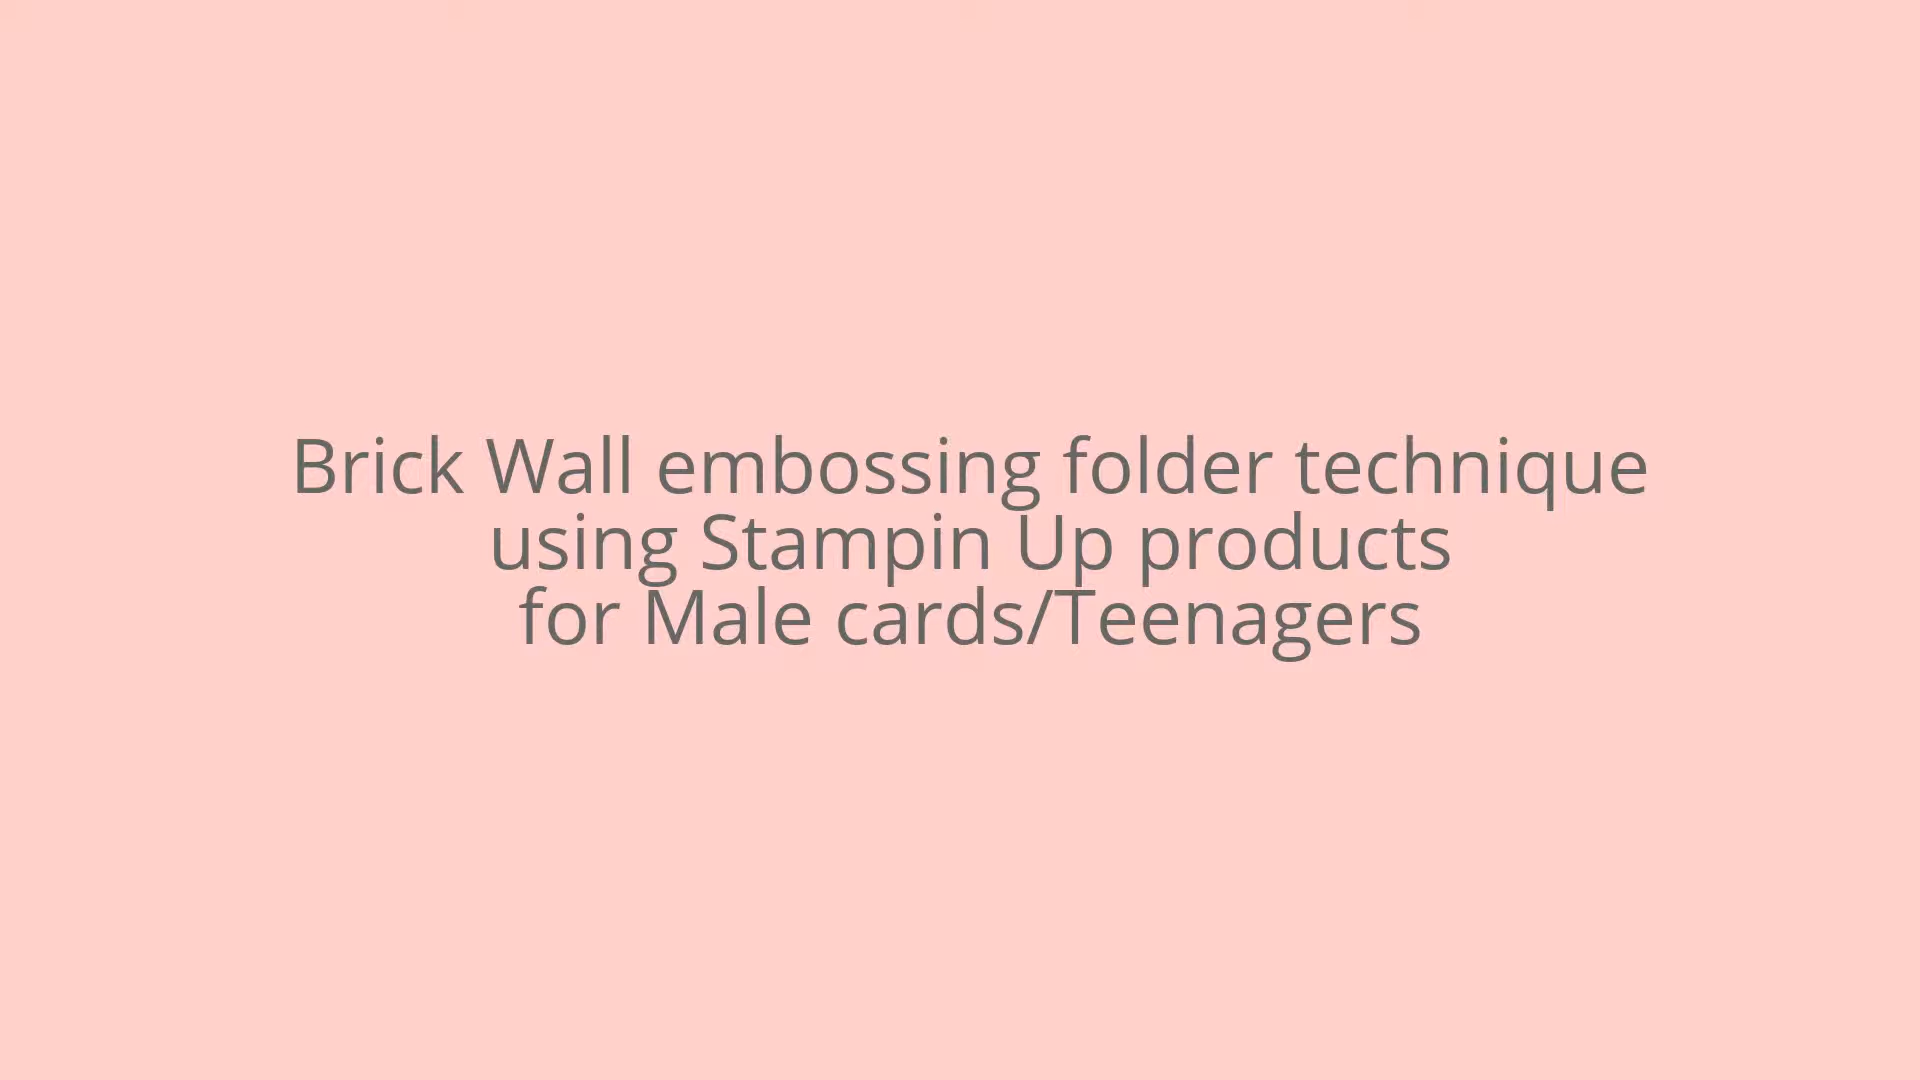 Brick Wall embossing folder technique
using Stampin Up products
for Male cards/Teenagers